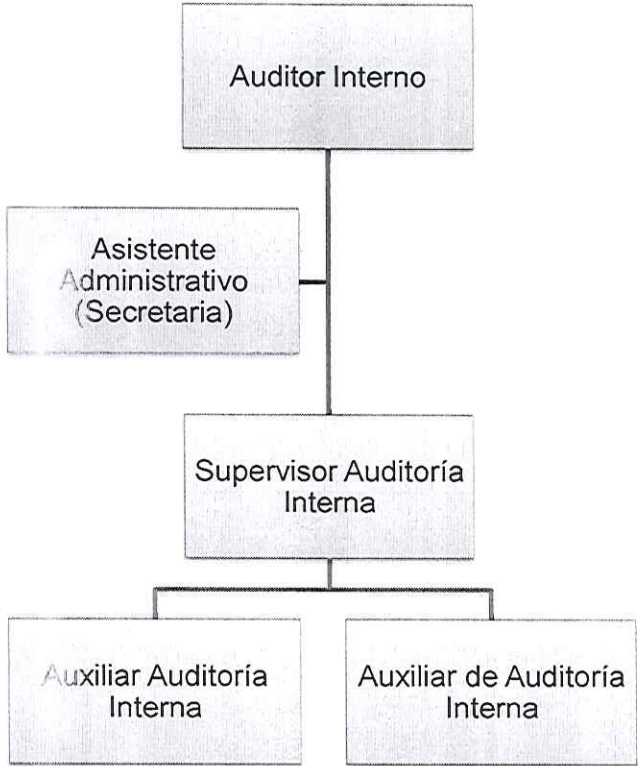 Auditor Interno
Asistente
Administrativo
(Secretaria)
Supervisor Auditoría
Interna
Auxiliar Auditoría
Interna
Auxiliar de Auditoría
Interna